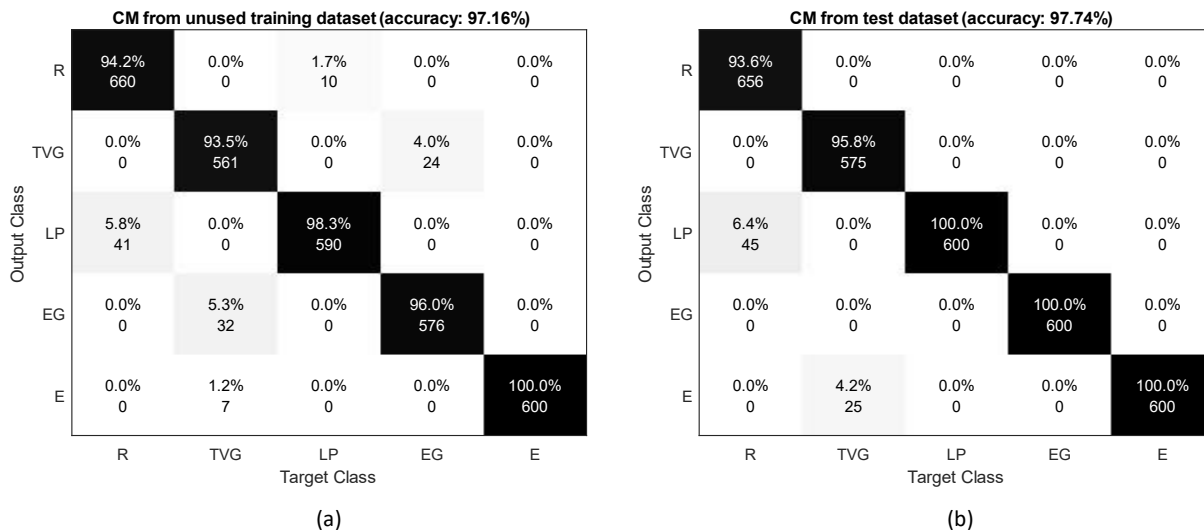 CM from unused training dataset (accuracy: 97.16%)
R
94.2% 0.0% 1.7% 0.0% 0.0%
660 0 10 0 0
TVG
0.0% 93.5% 0.0% 4.0% 0.0%
0 561 0 24 0
LP
5.8% 0.0% 98.3% 0.0% 0.0%
41 0 590 0 0
EG
0.0% 5.3% 0.0% 96.0% 0.0%
0 32 0 576 0
E
0.0% 1.2% 0.0% 0.0% 100.0%
0 7 0 0 600
Output Class
R TVG LP EG E
Target Class
(a)
CM from test dataset (accuracy: 97.74%)
R
93.6% 0.0% 0.0% 0.0% 0.0%
656 0 0 0 0
TVG
0.0% 95.8% 0.0% 0.0% 0.0%
0 575 0 0 0
LP
6.4% 0.0% 100.0% 0.0% 0.0%
45 0 600 0 0
EG
0.0% 0.0% 0.0% 100.0% 0.0%
0 0 0 600 0
E
0.0% 4.2% 0.0% 0.0% 100.0%
0 25 0 0 600
Output Class
R TVG LP EG E
Target Class
(b)